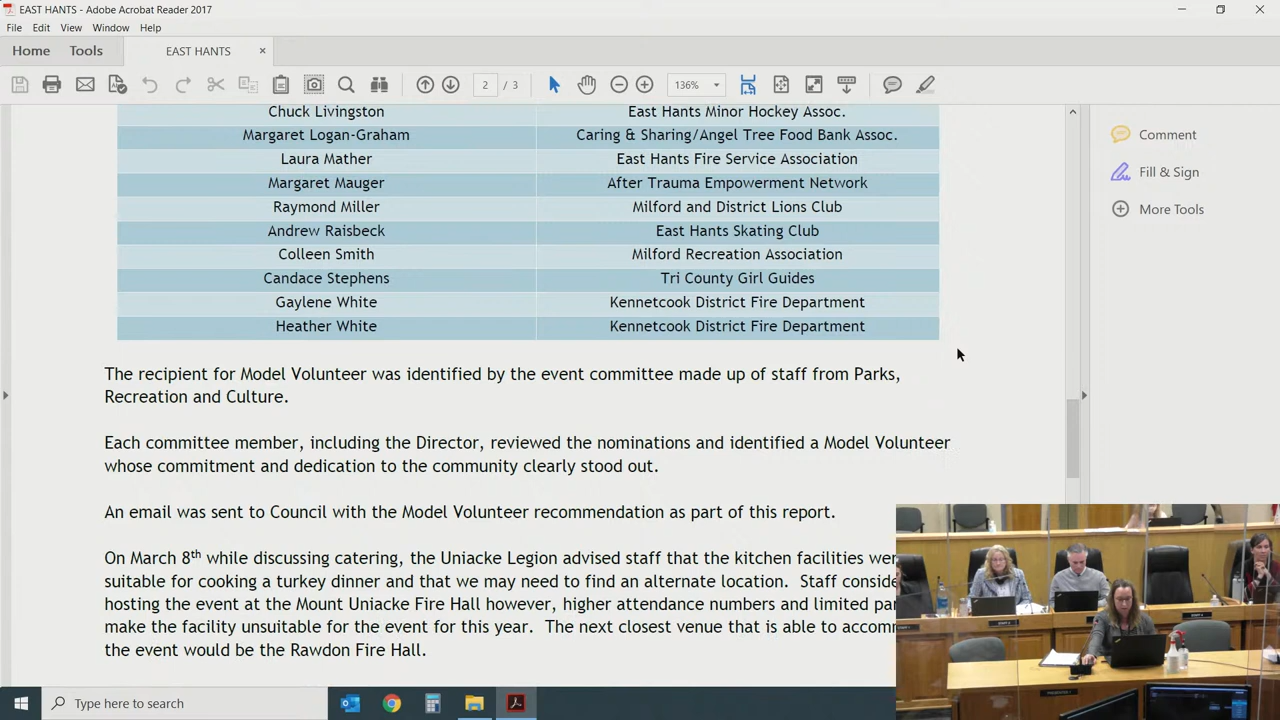 EAST HANTS - Adobe Acrobat Reader 2017
File Edit View Window Help
Home Tools EAST HANTS ×
2 / 3 136%
Chuck Livingston East Hants Minor Hockey Assoc.
Margaret Logan-Graham Caring & Sharing/Angel Tree Food Bank Assoc.
Laura Mather East Hants Fire Service Association
Margaret Mauger After Trauma Empowerment Network
Raymond Miller Milford and District Lions Club
Andrew Raisbeck East Hants Skating Club
Colleen Smith Milford Recreation Association
Candace Stephens Tri County Girl Guides
Gaylene White Kennetcook District Fire Department
Heather White Kennetcook District Fire Department
The recipient for Model Volunteer was identified by the event committee made up of staff from Parks,
Recreation and Culture.
Each committee member, including the Director, reviewed the nominations and identified a Model Volunteer
whose commitment and dedication to the community clearly stood out.
An email was sent to Council with the Model Volunteer recommendation as part of this report.
On March 8th while discussing catering, the Uniacke Legion advised staff that the kitchen facilities wer
suitable for cooking a turkey dinner and that we may need to find an alternate location. Staff conside
hosting the event at the Mount Uniacke Fire Hall however, higher attendance numbers and limited par
make the facility unsuitable for the event for this year. The next closest venue that is able to accomm
the event would be the Rawdon Fire Hall.
Comment
Fill & Sign
More Tools
Type here to search